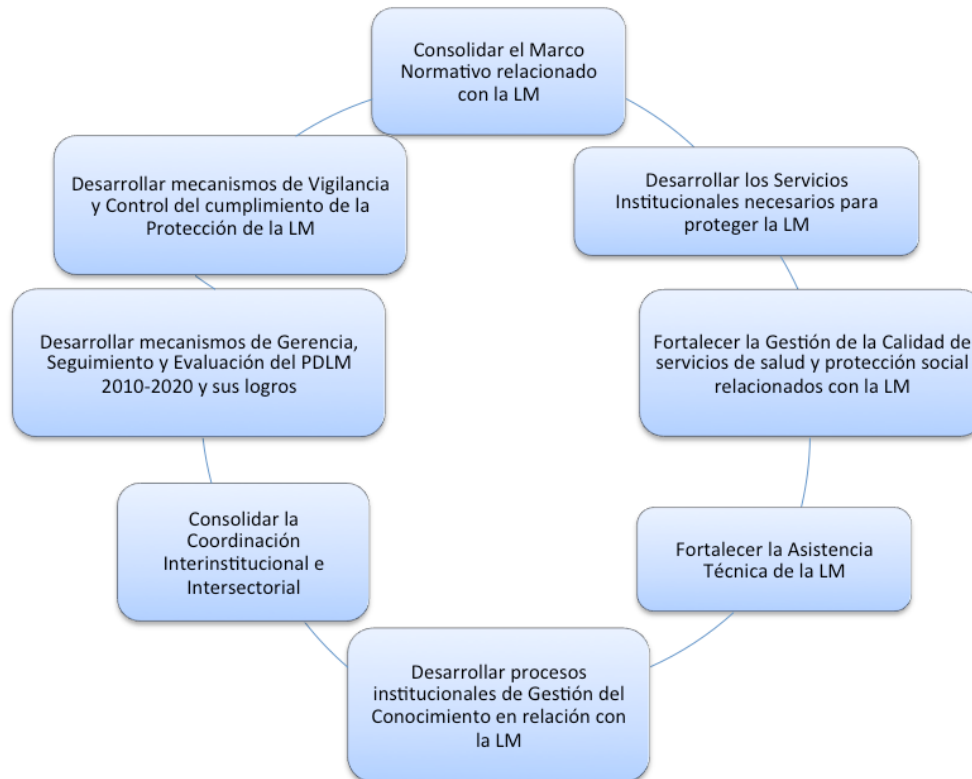 Consolidar el Marco
Normativo relacionado
con la LM
Desarrollar los Servicios
Institucionales necesarios para
proteger la LM
Fortalecer la Gestión de la Calidad de
servicios de salud y protección social
relacionados con la LM
Fortalecer la Asistencia
Técnica de la LM
Desarrollar procesos
institucionales de Gestión del
Conocimiento en relación con
la LM
Consolidar la
Coordinación
Interinstitucional e
Intersectorial
Desarrollar mecanismos de Gerencia,
Seguimiento y Evaluación del PDLM
2010-2020 y sus logros
Desarrollar mecanismos de Vigilancia
y Control del cumplimiento de la
Protección de la LM